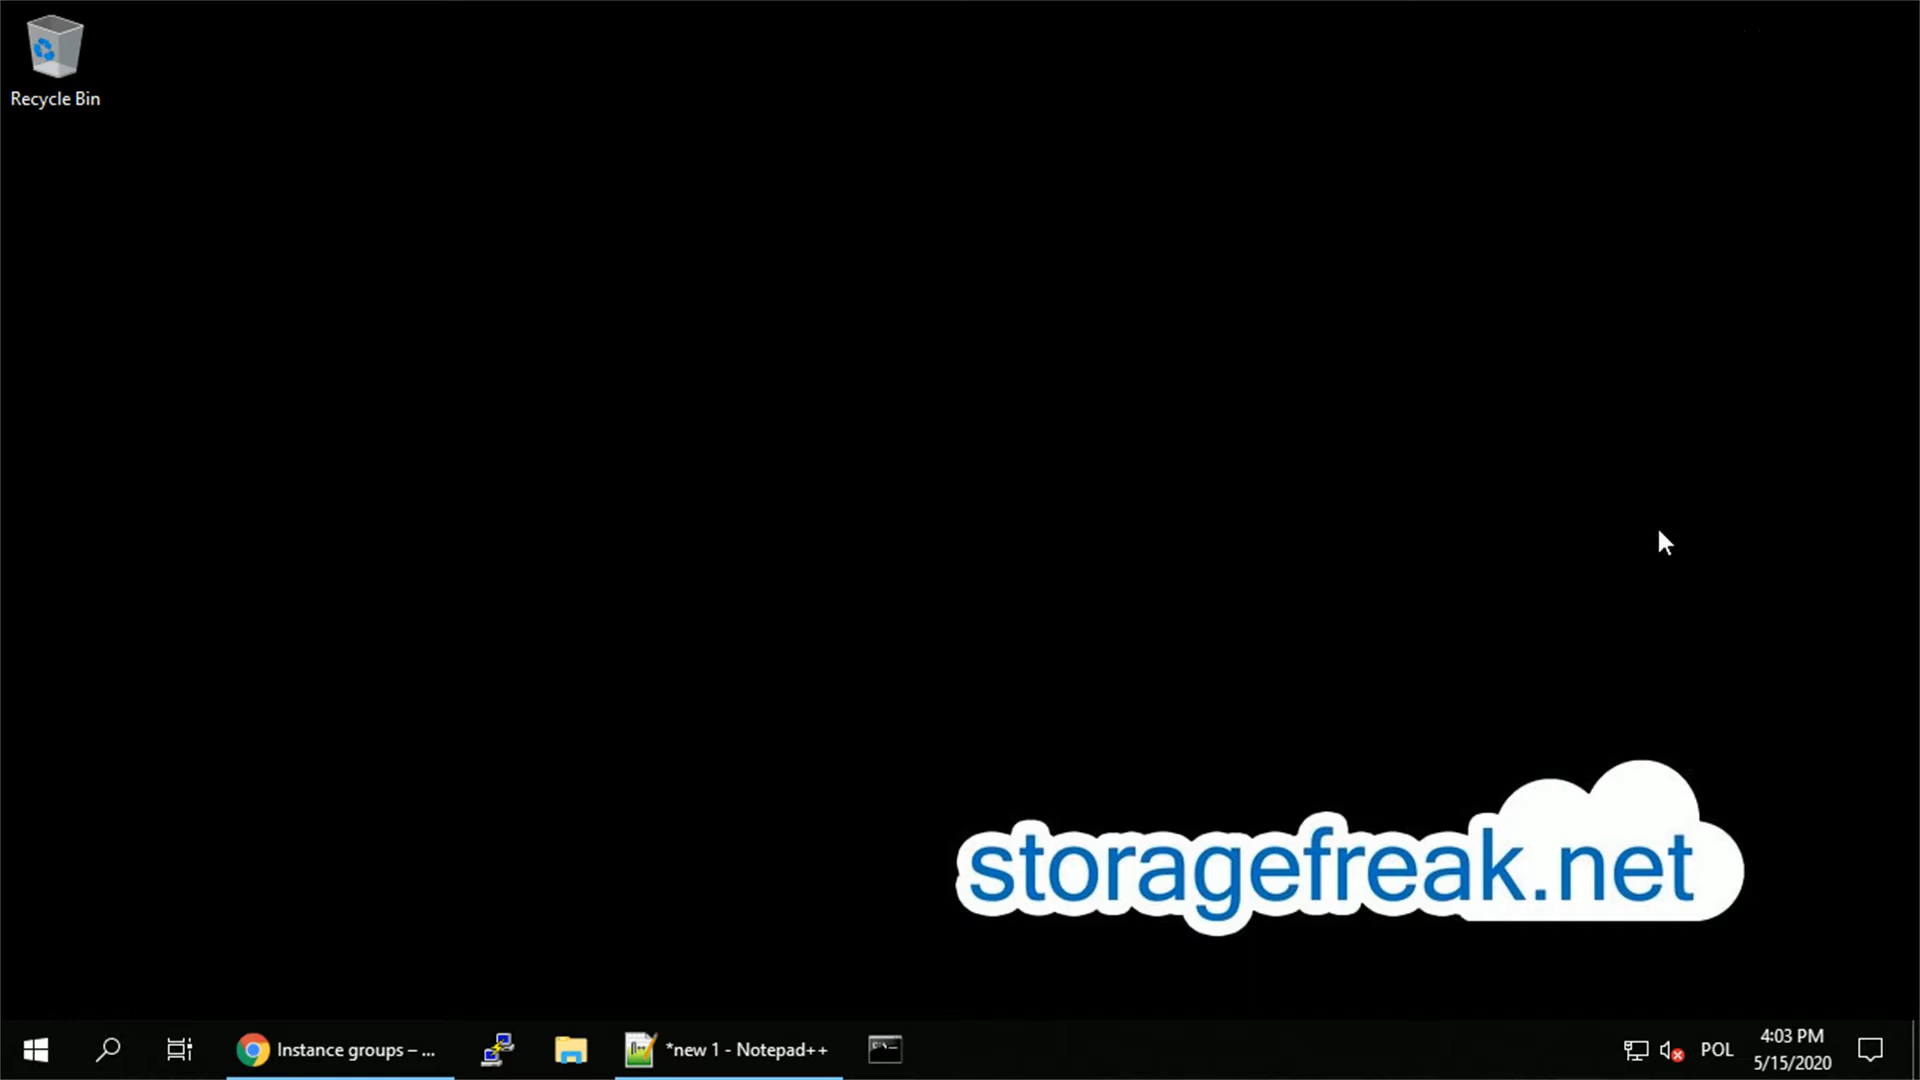 Recycle Bin
storagefreak.net
Instance groups – ...
*new 1 - Notepad++
POL
4:03 PM
5/15/2020